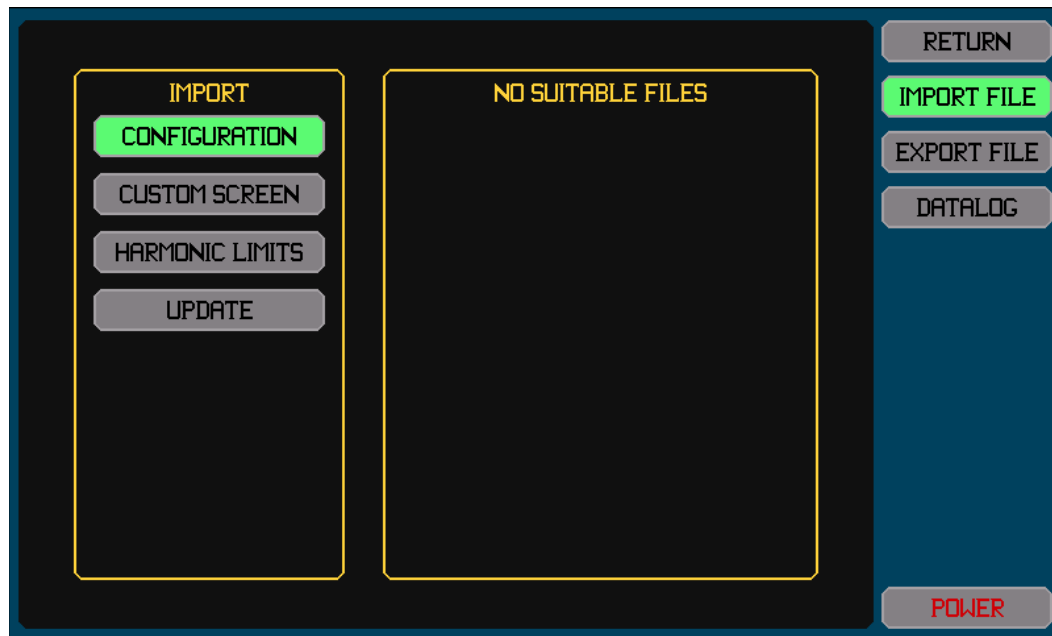 IMPORT
CONFIGURATION
CUSTOM SCREEN
HARMONIC LIMITS
UPDATE
NO SUITABLE FILES
RETURN
IMPORT FILE
EXPORT FILE
DATALOG
POWER